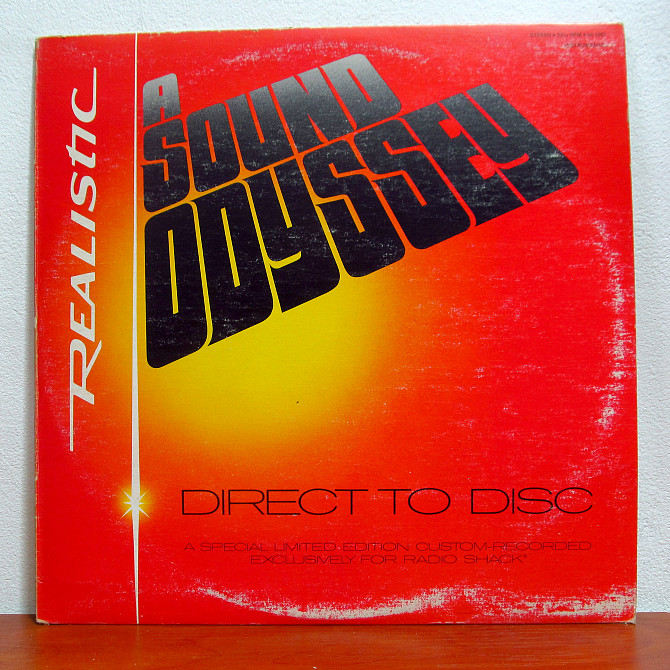 REALISTIC
A
SOUND
ODYSSEY
DIRECT TO DISC
A SPECIAL LIMITED EDITION CUSTOM-RECORDED
EXCLUSIVELY FOR RADIO SHACK®